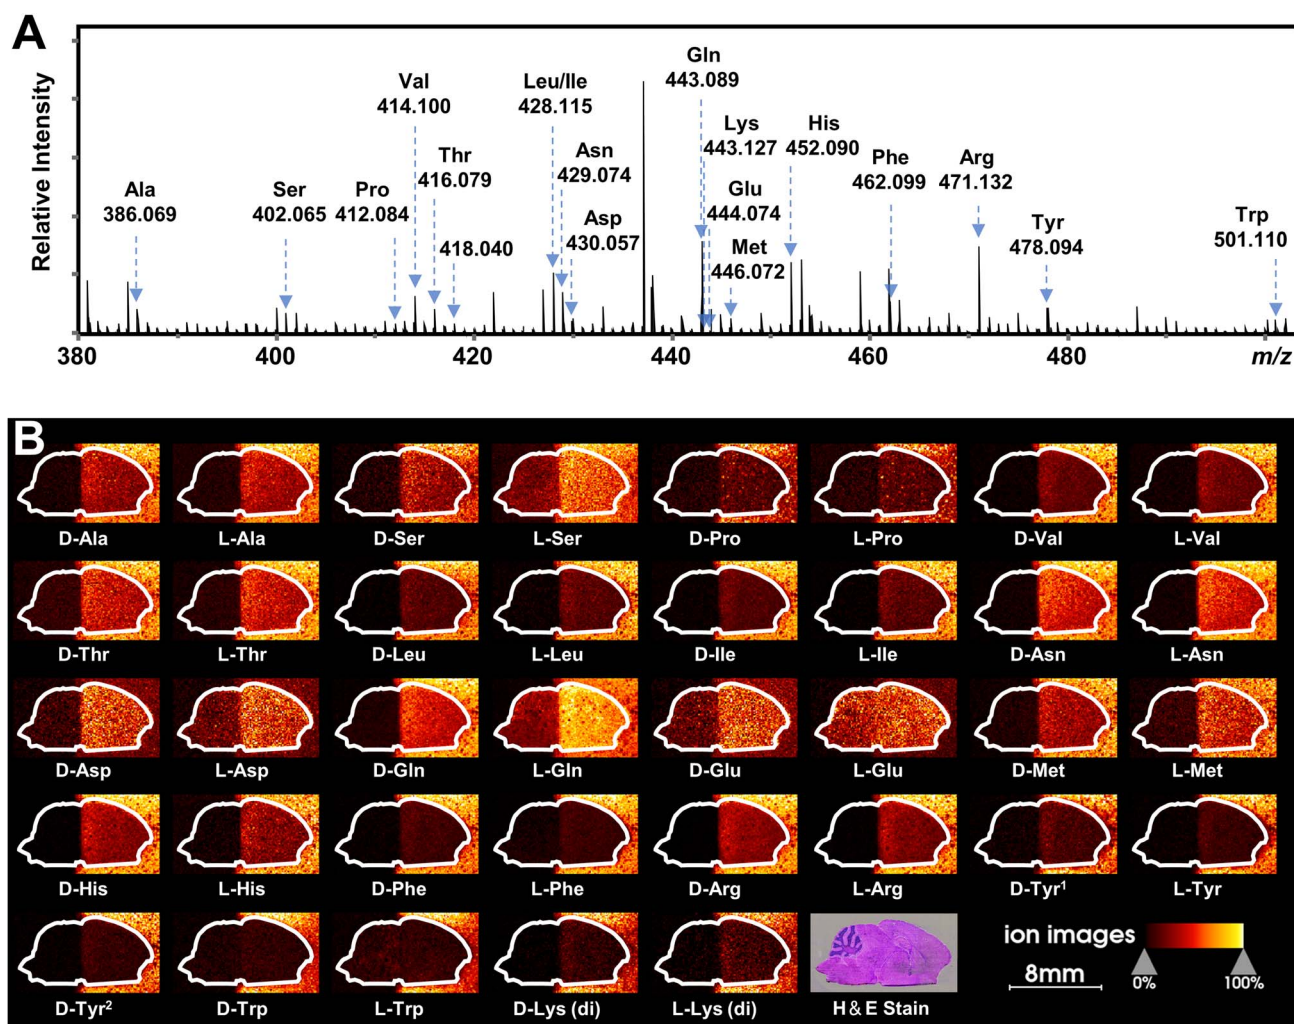 A
Relative Intensity
Ala
386.069
Ser
402.065
Pro
412.084
Val
414.100
Thr
416.079
418.040
Leu/Ile
428.115
Asn
429.074
Asp
430.057
Gln
443.089
Lys
443.127
Glu
444.074
Met
446.072
His
452.090
Phe
462.099
Arg
471.132
Tyr
478.094
Trp
501.110
380 400 420 440 460 480 m/z
B
D-Ala L-Ala D-Ser L-Ser D-Pro L-Pro D-Val L-Val
D-Thr L-Thr D-Leu L-Leu D-Ile L-Ile D-Asn L-Asn
D-Asp L-Asp D-Gln L-Gln D-Glu L-Glu D-Met L-Met
D-His L-His D-Phe L-Phe D-Arg L-Arg D-Tyr¹ L-Tyr
D-Tyr² D-Trp L-Trp D-Lys (di) L-Lys (di) H & E Stain
ion images
8mm
0% 100%